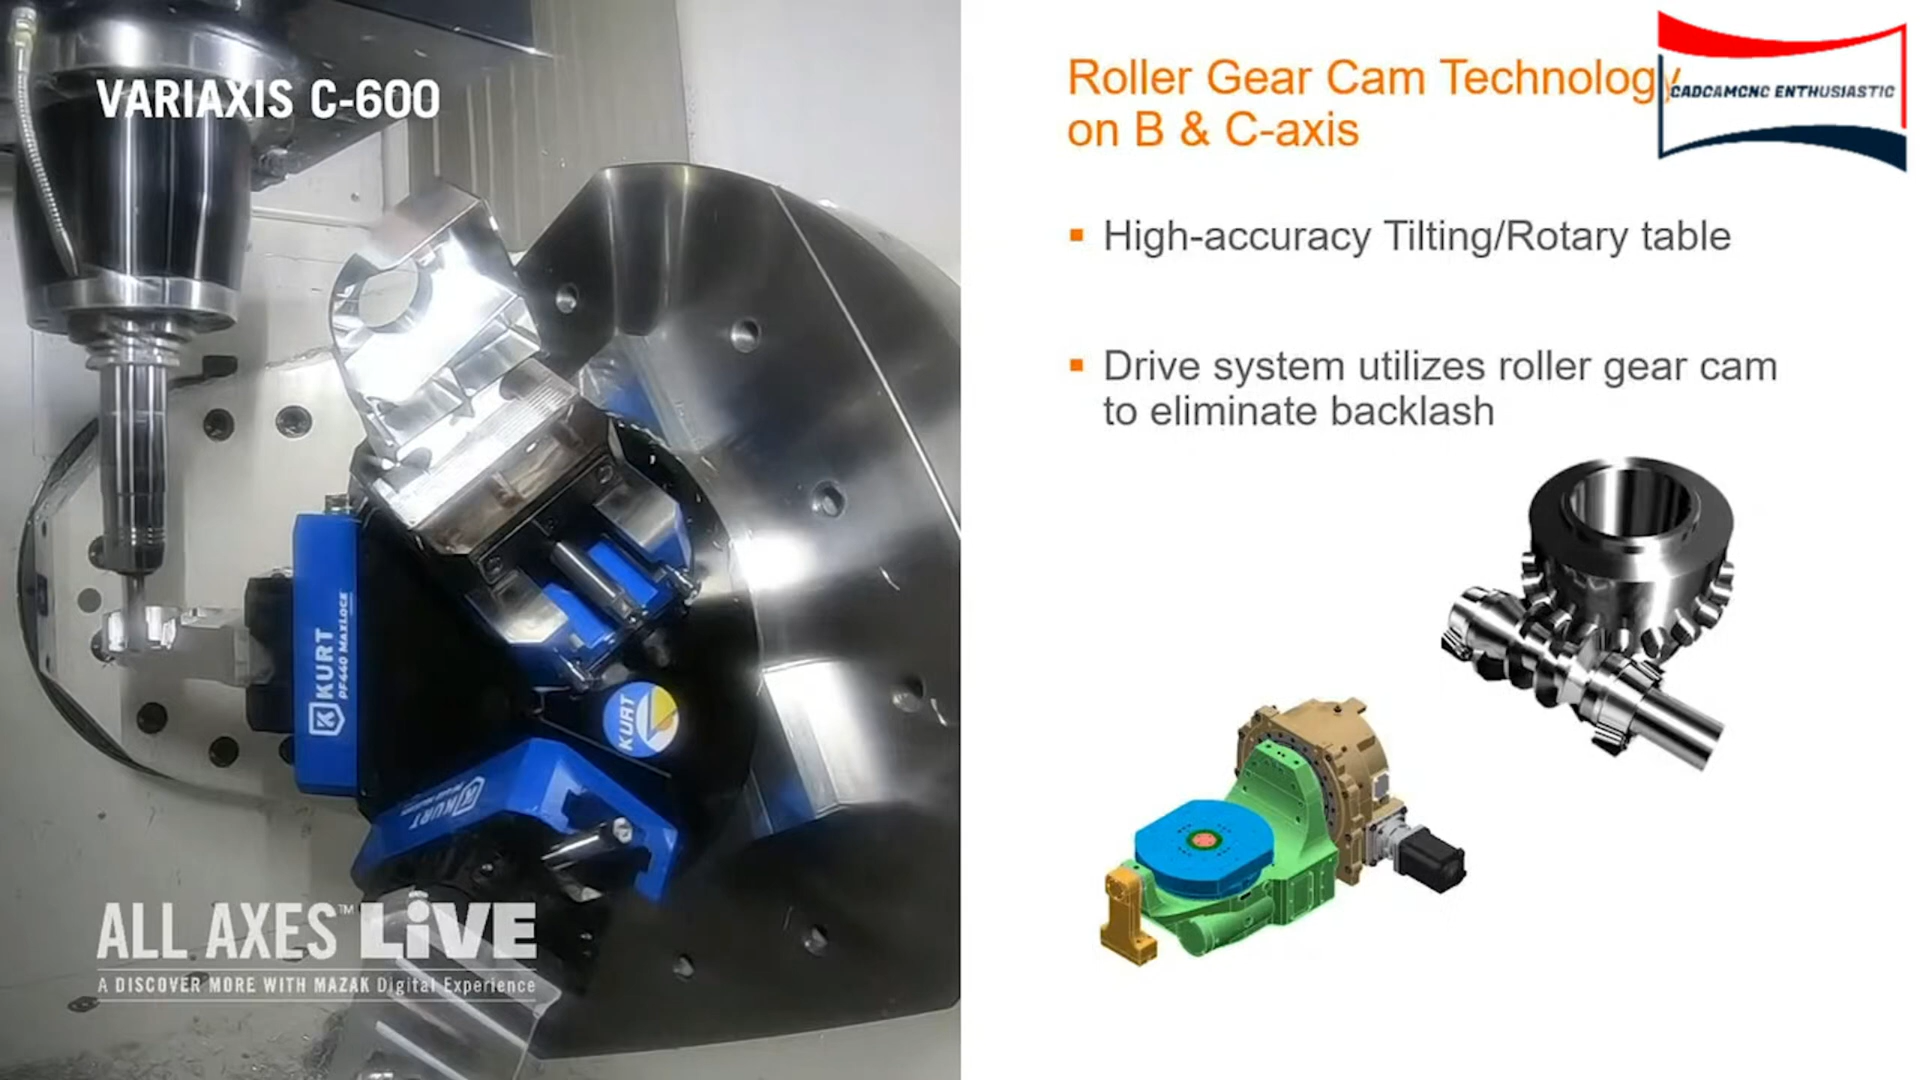 VARIAXIS C-600
KURT
PF440 MAXLOCK
KURT
KURT
ALL AXES™ LiVE
A DISCOVER MORE WITH MAZAK Digital Experience
Roller Gear Cam Technology
on B & C-axis
CADCAMCNC ENTHUSIASTIC
▪ High-accuracy Tilting/Rotary table
▪ Drive system utilizes roller gear cam
to eliminate backlash